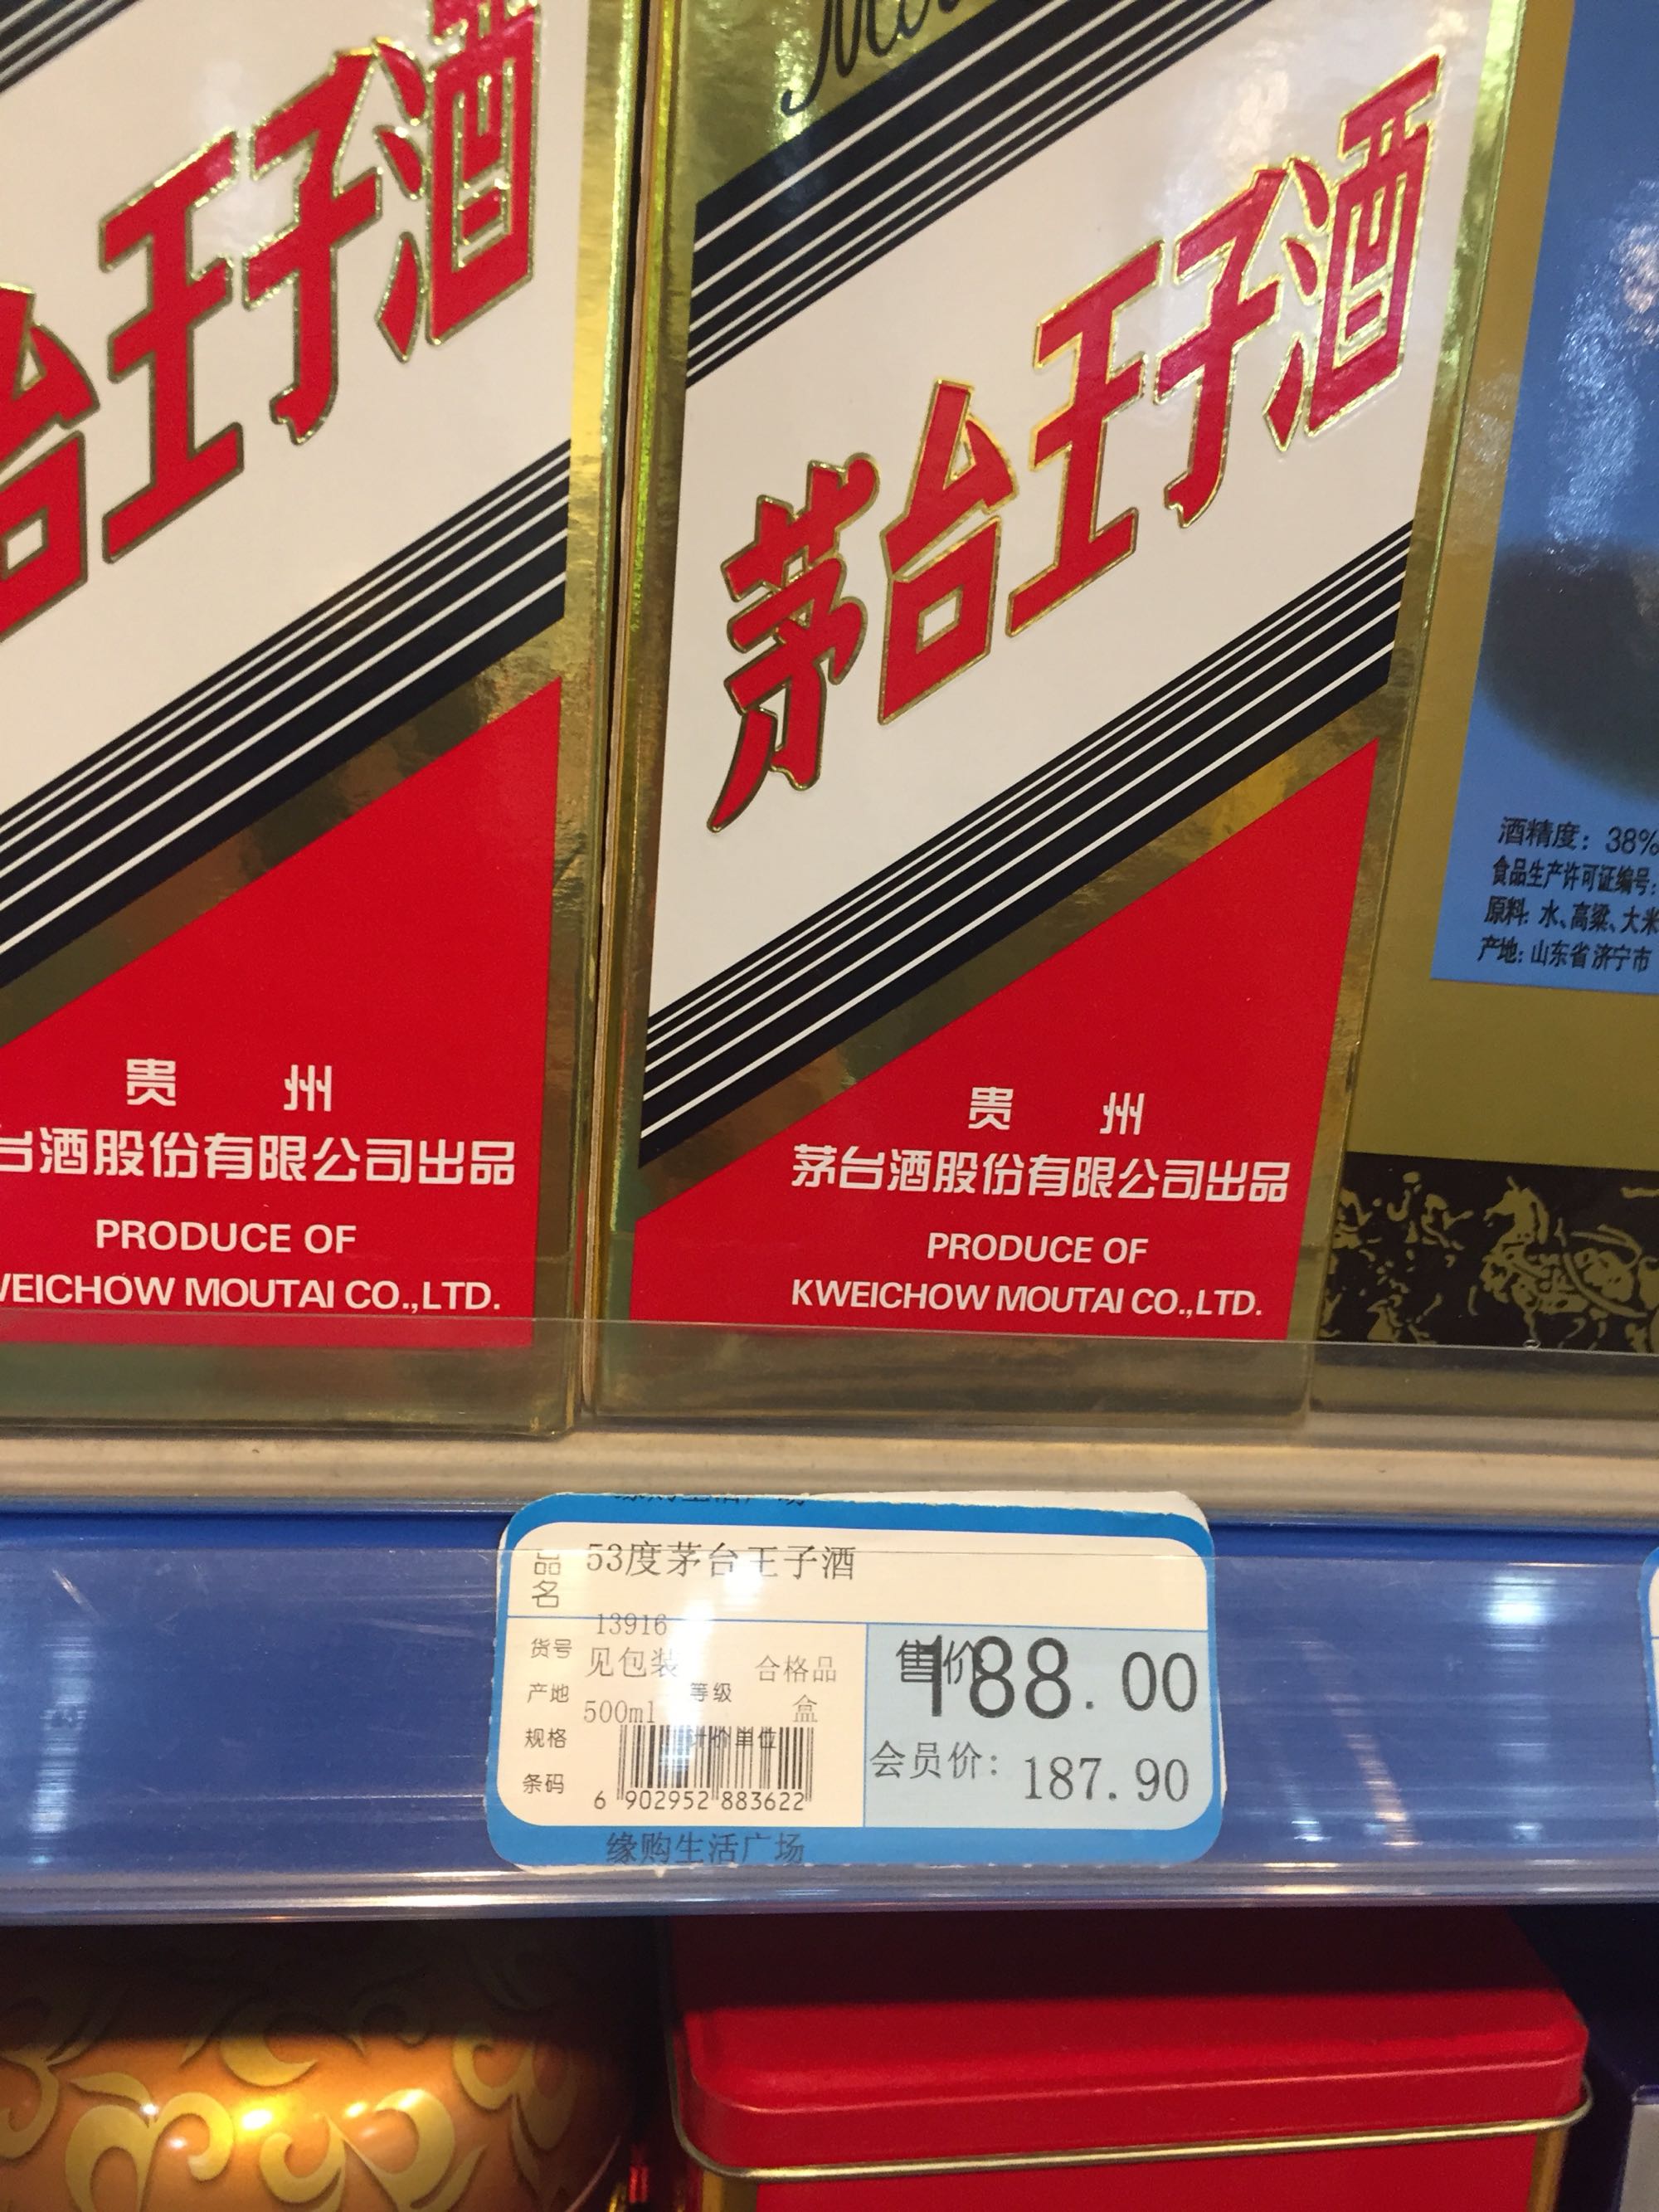 台王子酒
贵 州
台酒股份有限公司出品
PRODUCE OF
WEICHOW MOUTAI CO.,LTD.
茅台王子酒
贵 州
茅台酒股份有限公司出品
PRODUCE OF
KWEICHOW MOUTAI CO.,LTD.
酒精度：38%
食品生产许可证编号：
原料：水、高粱、大米
产地：山东省济宁市
品名 53度茅台王子酒
货号 13916
产地 见包装 等级 合格品
规格 500ml 计价单位 盒
条码 6 902952 883622
售价 188.00
会员价: 187.90
缘购生活广场